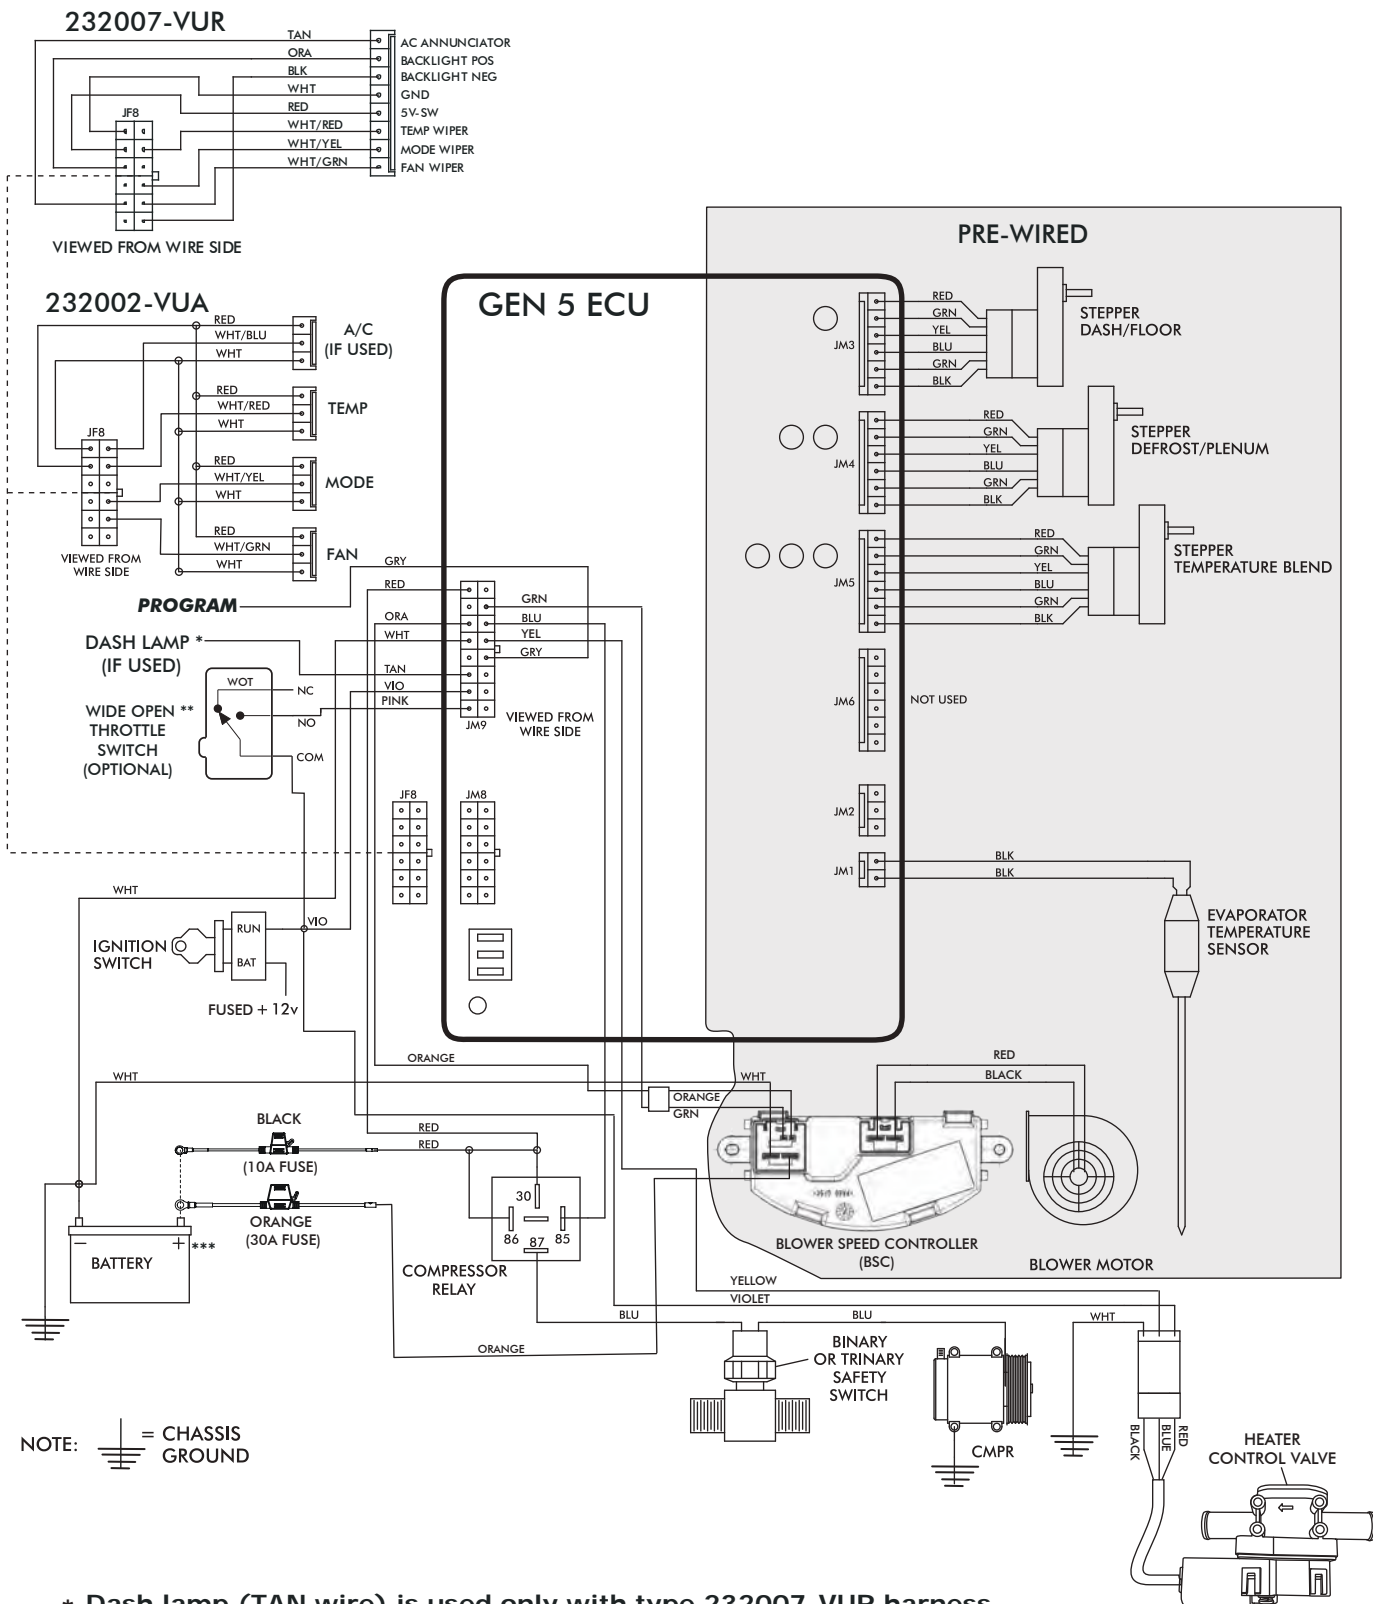 232007-VUR
TAN
ORA
BLK
WHT
RED
WHT/RED
WHT/YEL
WHT/GRN
AC ANNUNCIATOR
BACKLIGHT POS
BACKLIGHT NEG
GND
5V-SW
TEMP WIPER
MODE WIPER
FAN WIPER
JF8
VIEWED FROM WIRE SIDE
232002-VUA
RED
WHT/BLU
WHT
A/C
(IF USED)
RED
WHT/RED
WHT
TEMP
JF8
RED
WHT/YEL
WHT
MODE
RED
WHT/GRN
WHT
FAN
VIEWED FROM
WIRE SIDE
PROGRAM
DASH LAMP *
(IF USED)
WIDE OPEN **
THROTTLE
SWITCH
(OPTIONAL)
WOT
NC
NO
COM
GEN 5 ECU
GRY
RED
ORA
WHT
TAN
VIO
PINK
GRN
BLU
YEL
GRY
JM9
VIEWED FROM
WIRE SIDE
JF8
JM8
PRE-WIRED
JM3
RED
GRN
YEL
BLU
GRN
BLK
STEPPER
DASH/FLOOR
JM4
RED
GRN
YEL
BLU
GRN
BLK
STEPPER
DEFROST/PLENUM
JM5
RED
GRN
YEL
BLU
GRN
BLK
STEPPER
TEMPERATURE BLEND
JM6
NOT USED
JM2
JM1
BLK
BLK
EVAPORATOR
TEMPERATURE
SENSOR
WHT
IGNITION
SWITCH
RUN
BAT
VIO
FUSED + 12v
ORANGE
WHT
WHT
ORANGE
GRN
RED
BLACK
BLACK
(10A FUSE)
RED
RED
ORANGE
(30A FUSE)
BATTERY
- + ***
30
86
87
85
COMPRESSOR
RELAY
BLOWER SPEED CONTROLLER
(BSC)
BLOWER MOTOR
YELLOW
VIOLET
BLU
BLU
WHT
ORANGE
BINARY
OR TRINARY
SAFETY
SWITCH
CMPR
BLACK
BLUE
RED
HEATER
CONTROL VALVE
NOTE:
= CHASSIS
GROUND
* Dash lamp (TAN wire) is used only with type 232007-VUR harness